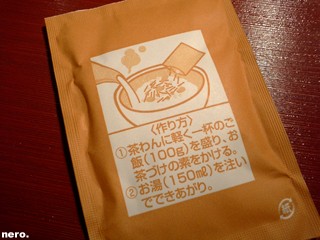 〈作り方〉
①茶わんに軽く一杯のご
飯(100g)を盛り、お
茶づけの素をかける。
②お湯(150㎖)を注い
でできあがり。
nero.